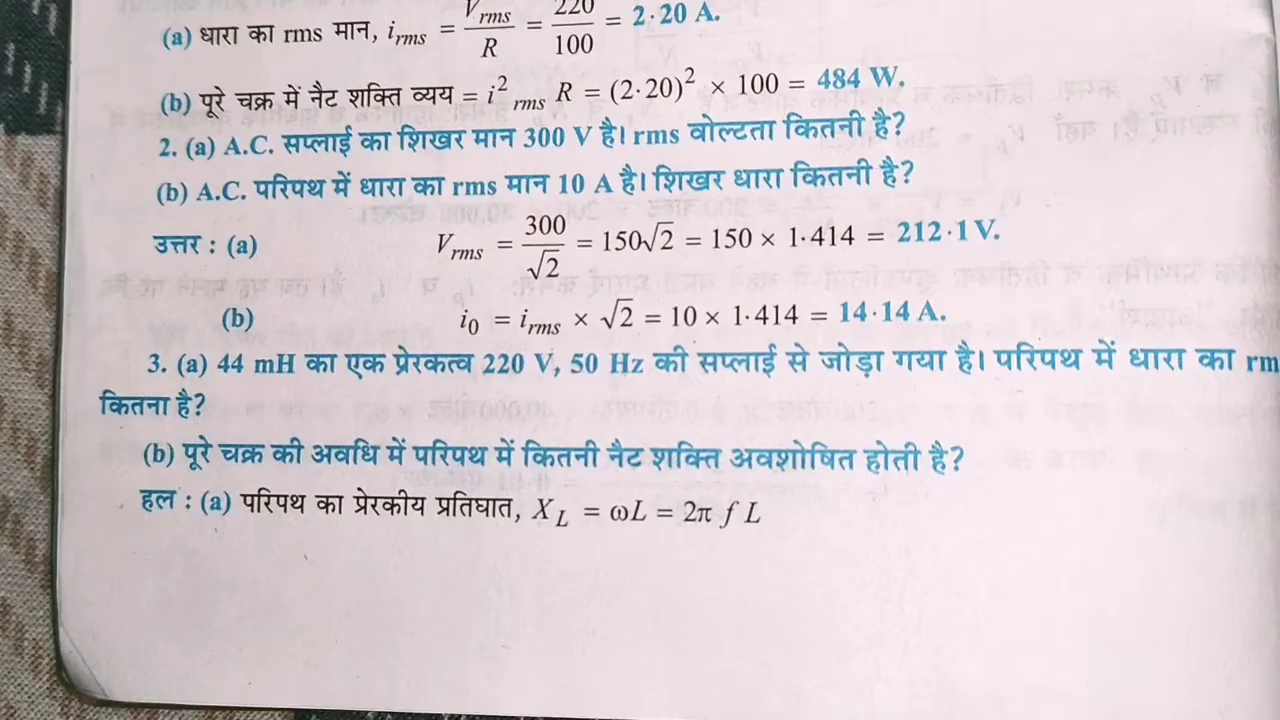 (a) धारा का rms मान, i_rms = V_rms/R = 220/100 = 2·20 A.
(b) पूरे चक्र में नैट शक्ति व्यय = i²_rms R = (2·20)² × 100 = 484 W.
2. (a) A.C. सप्लाई का शिखर मान 300 V है। rms वोल्टता कितनी है?
(b) A.C. परिपथ में धारा का rms मान 10 A है। शिखर धारा कितनी है?
उत्तर : (a) V_rms = 300/√2 = 150√2 = 150 × 1·414 = 212·1 V.
(b) i₀ = i_rms × √2 = 10 × 1·414 = 14·14 A.
3. (a) 44 mH का एक प्रेरकत्व 220 V, 50 Hz की सप्लाई से जोड़ा गया है। परिपथ में धारा का rm
कितना है?
(b) पूरे चक्र की अवधि में परिपथ में कितनी नैट शक्ति अवशोषित होती है?
हल : (a) परिपथ का प्रेरकीय प्रतिघात, X_L = ωL = 2π f L